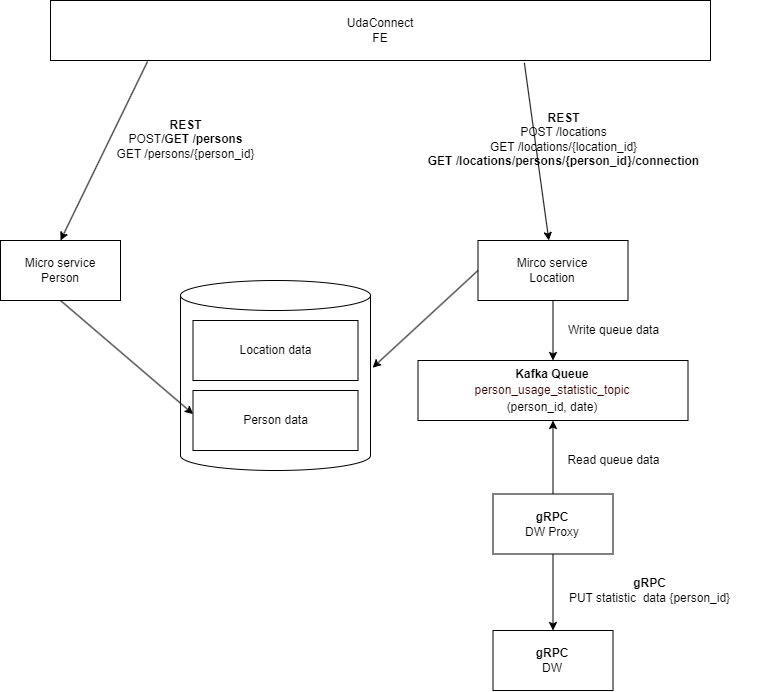 UdaConnect
FE
REST
POST/GET /persons
GET /persons/{person_id}
REST
POST /locations
GET /locations/{location_id}
GET /locations/persons/{person_id}/connection
Micro service
Person
Mirco service
Location
Location data
Person data
Write queue data
Kafka Queue
person_usage_statistic_topic
(person_id, date)
Read queue data
gRPC
DW Proxy
gRPC
PUT statistic data {person_id}
gRPC
DW